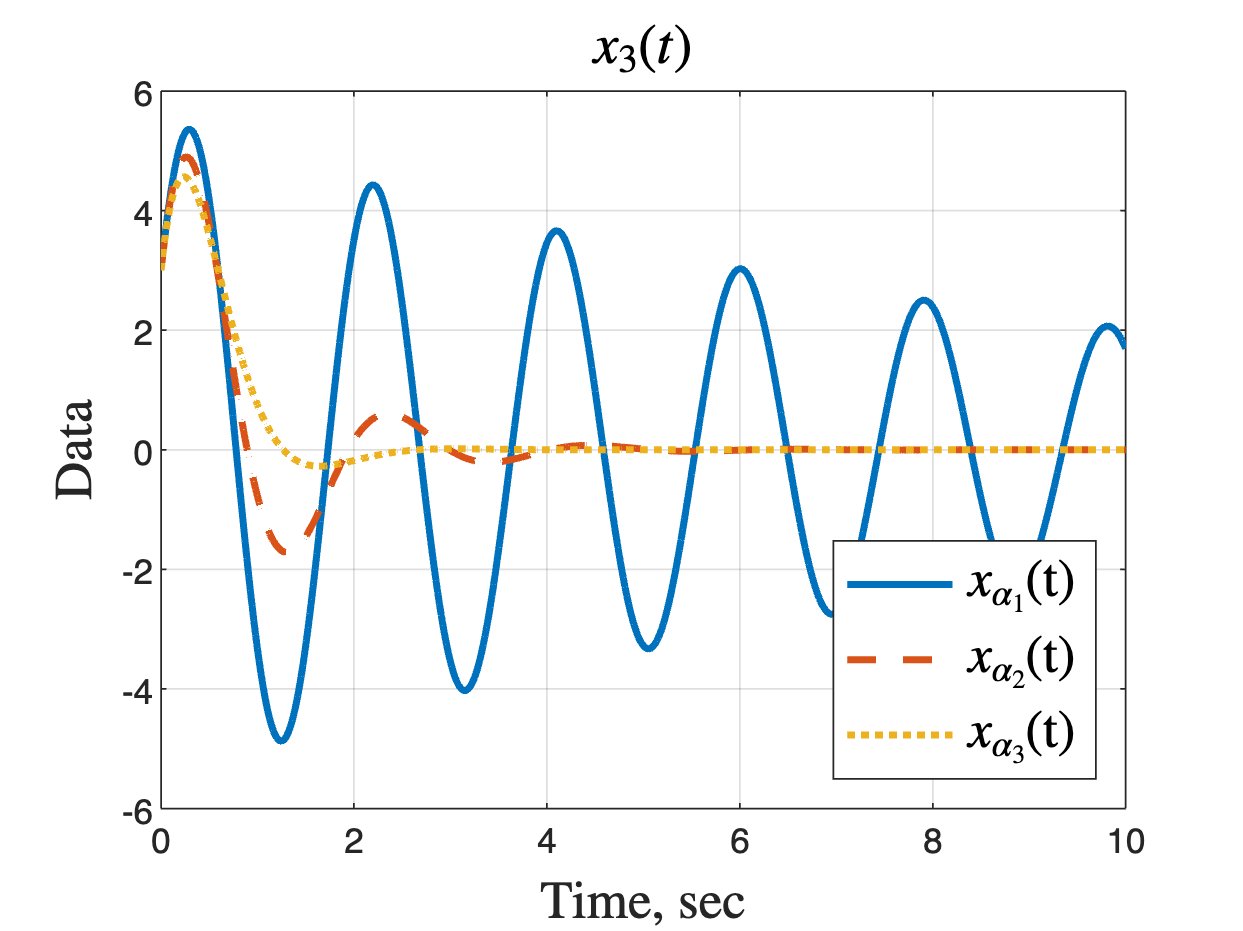 x₃(t)
6
4
2
0
-2
-4
-6
Data
0 2 4 6 8 10
Time, sec
xα₁(t)
xα₂(t)
xα₃(t)